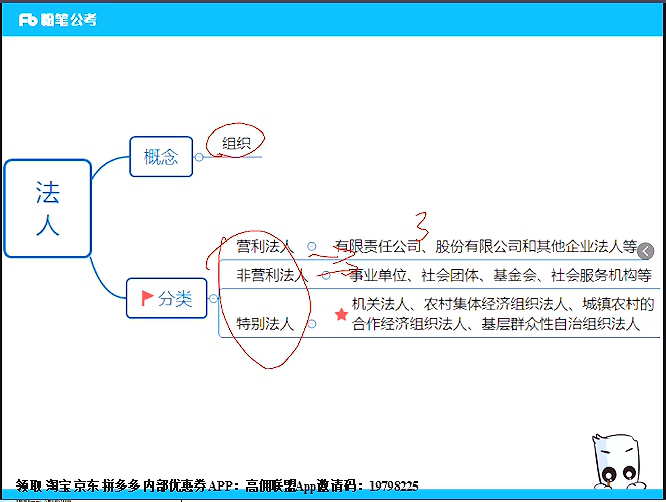 Fb 粉笔公考
法人
概念
组织
分类
3
营利法人
有限责任公司、股份有限公司和其他企业法人等
非营利法人
事业单位、社会团体、基金会、社会服务机构等
特别法人
机关法人、农村集体经济组织法人、城镇农村的
合作经济组织法人、基层群众性自治组织法人
领取 淘宝 京东 拼多多 内部优惠券 APP：高佣联盟App邀请码：19798225